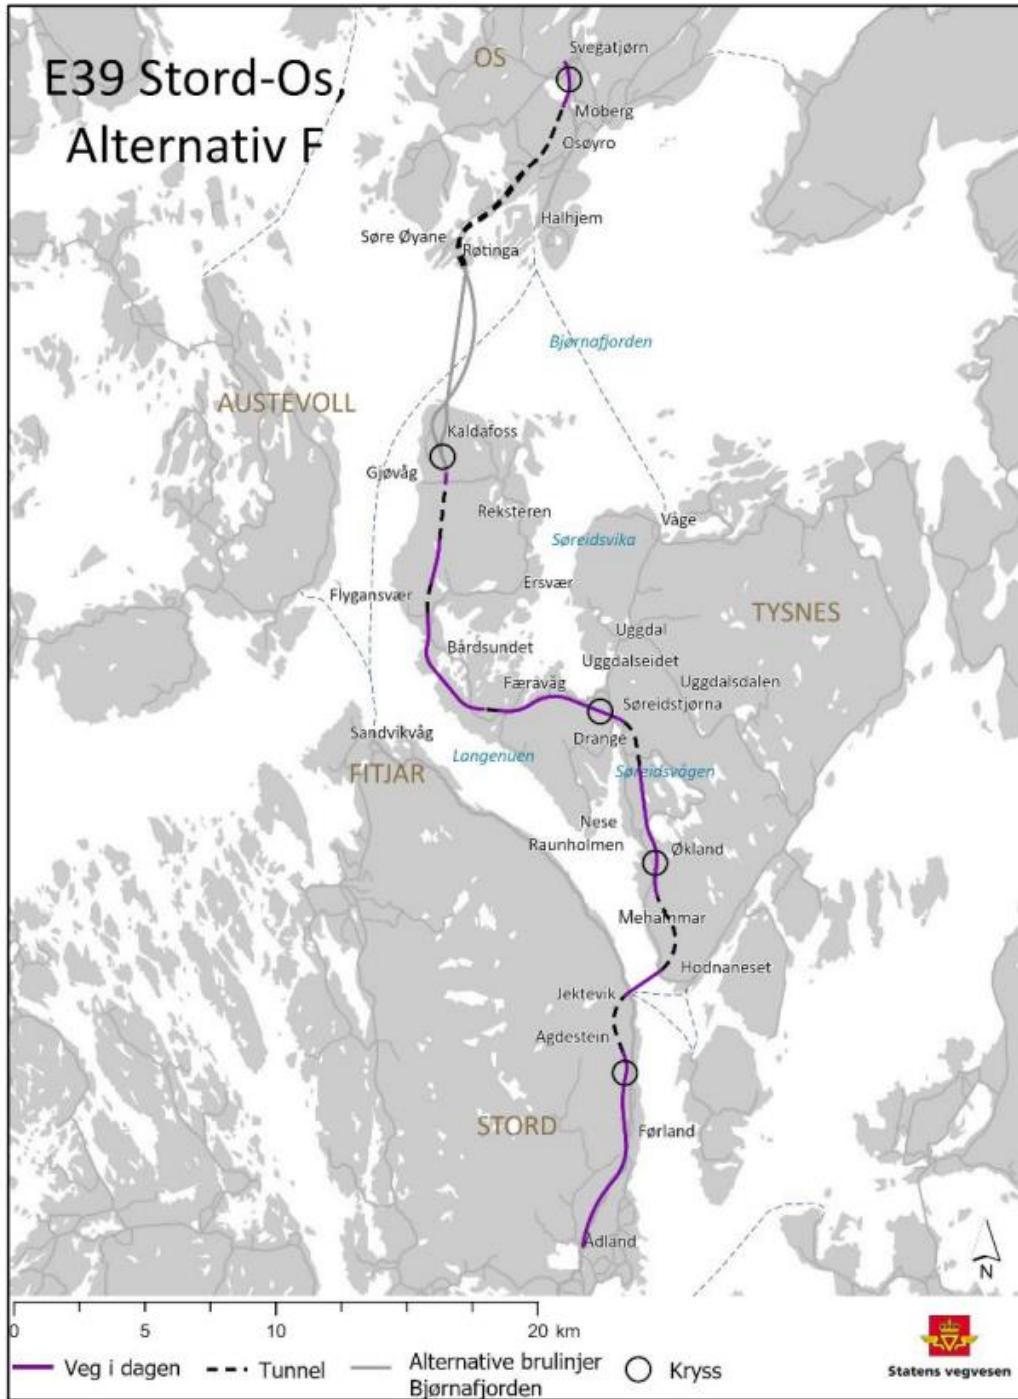 E39 Stord-Os,
Alternativ F
OS
Svegatjørn
Moberg
Osøyro
Halhjem
Søre Øyane
Røtinga
Bjørnafjorden
AUSTEVOLL
Kaldafoss
Gjøvåg
Reksteren
Våge
Søreidsvika
Ersvær
Flygansvær
TYSNES
Uggdal
Bårdsundet
Uggdalseidet
Færavåg
Uggdalsdalen
Søreidstjørna
Sandvikvåg
Drange
Langenuen
FITJAR
Søreidsvågen
Nese
Raunholmen
Økland
Mehammar
Hodnaneset
Jektevik
Agdestein
STORD
Førland
Ådland
N
0 5 10 20 km
Veg i dagen
Tunnel
Alternative brulinjer
Bjørnafjorden
Kryss
Statens vegvesen